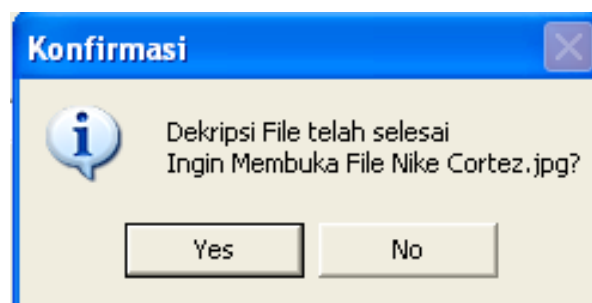 Konfirmasi
Dekripsi File telah selesai
Ingin Membuka File Nike Cortez.jpg?
Yes
No